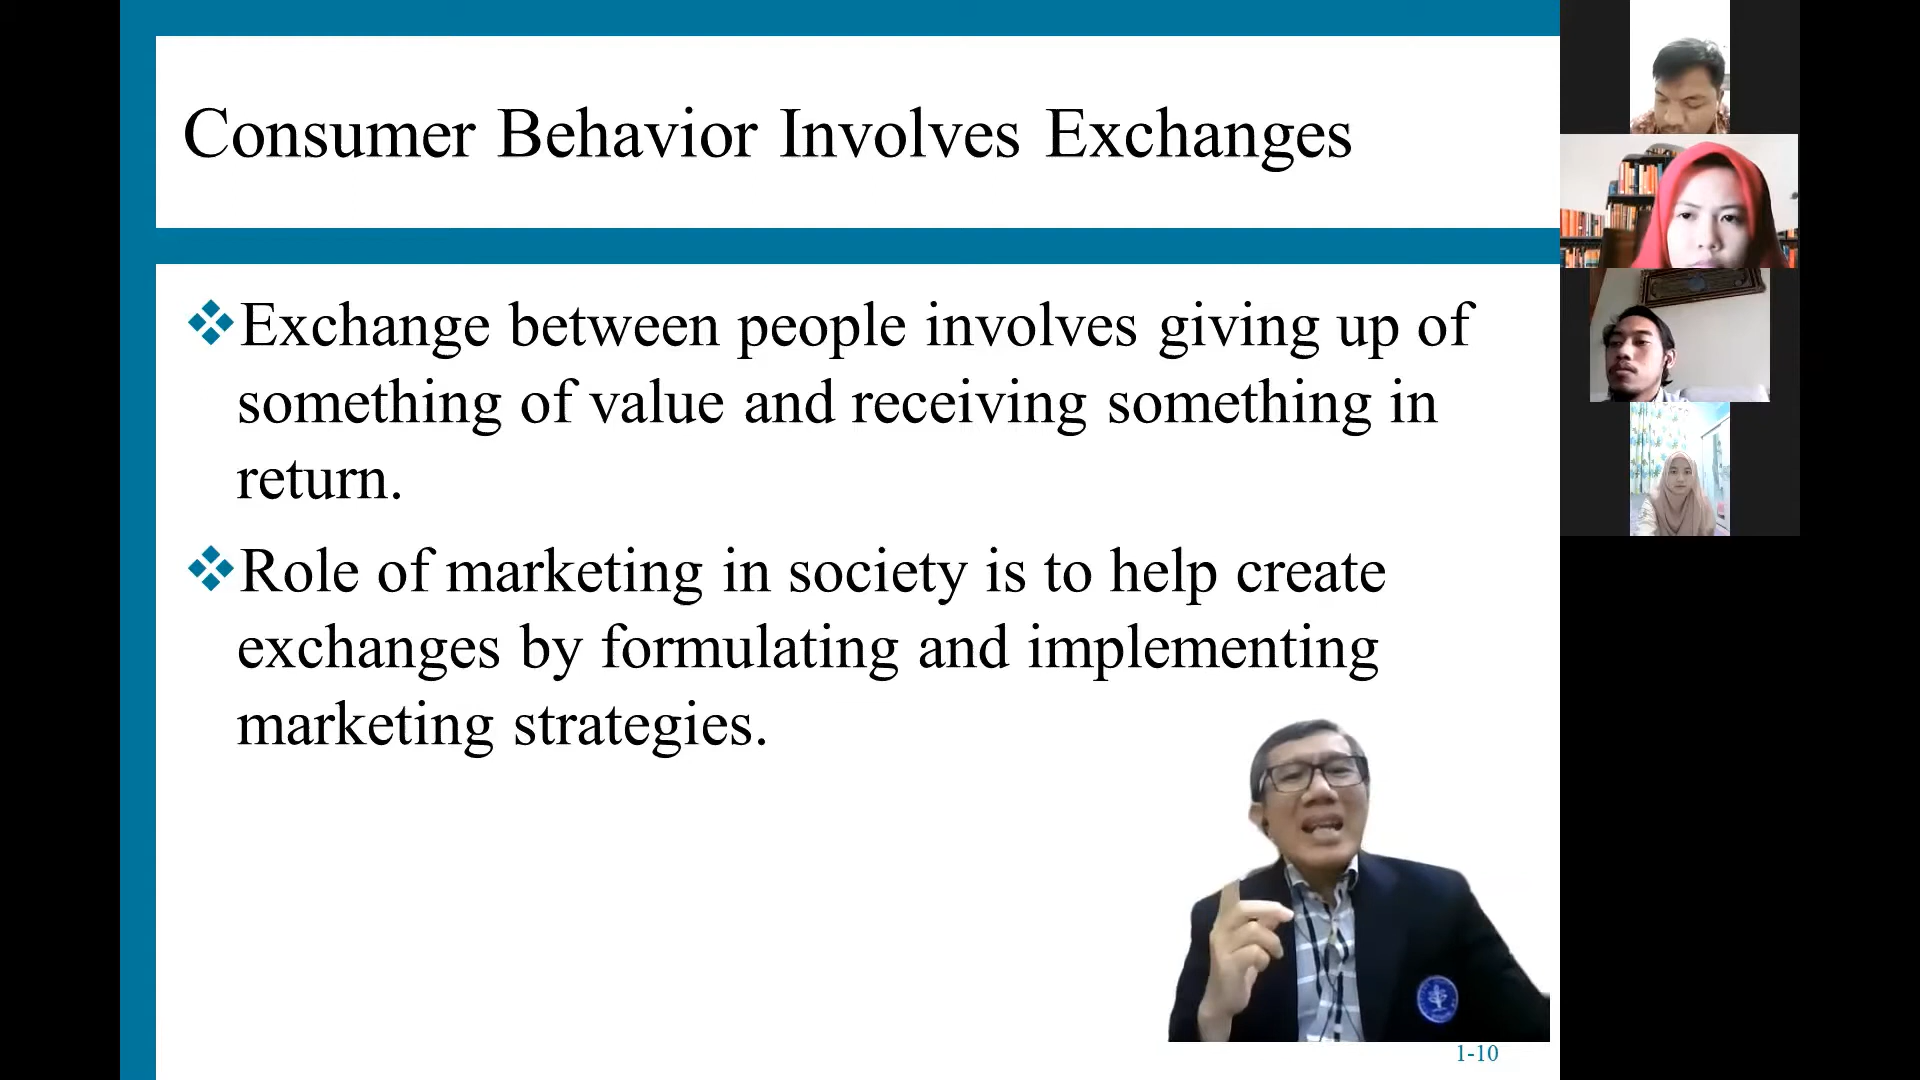 Consumer Behavior Involves Exchanges
❖Exchange between people involves giving up of
something of value and receiving something in
return.
❖Role of marketing in society is to help create
exchanges by formulating and implementing
marketing strategies.
1-10